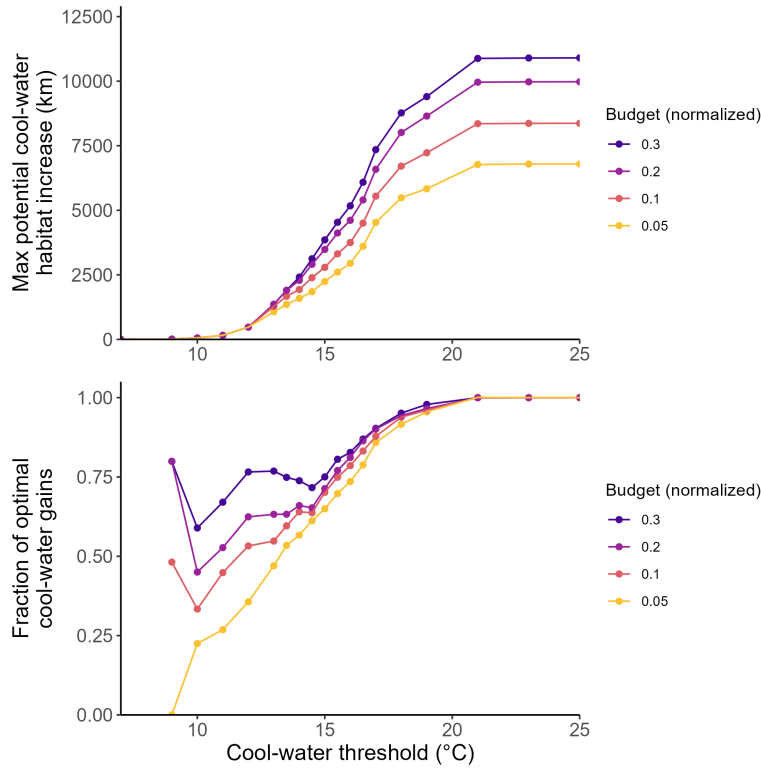 Max potential cool-water
habitat increase (km)
12500
10000
7500
5000
2500
0
10 15 20 25
Budget (normalized)
0.3
0.2
0.1
0.05
Fraction of optimal
cool-water gains
1.00
0.75
0.50
0.25
0.00
10 15 20 25
Cool-water threshold (°C)
Budget (normalized)
0.3
0.2
0.1
0.05